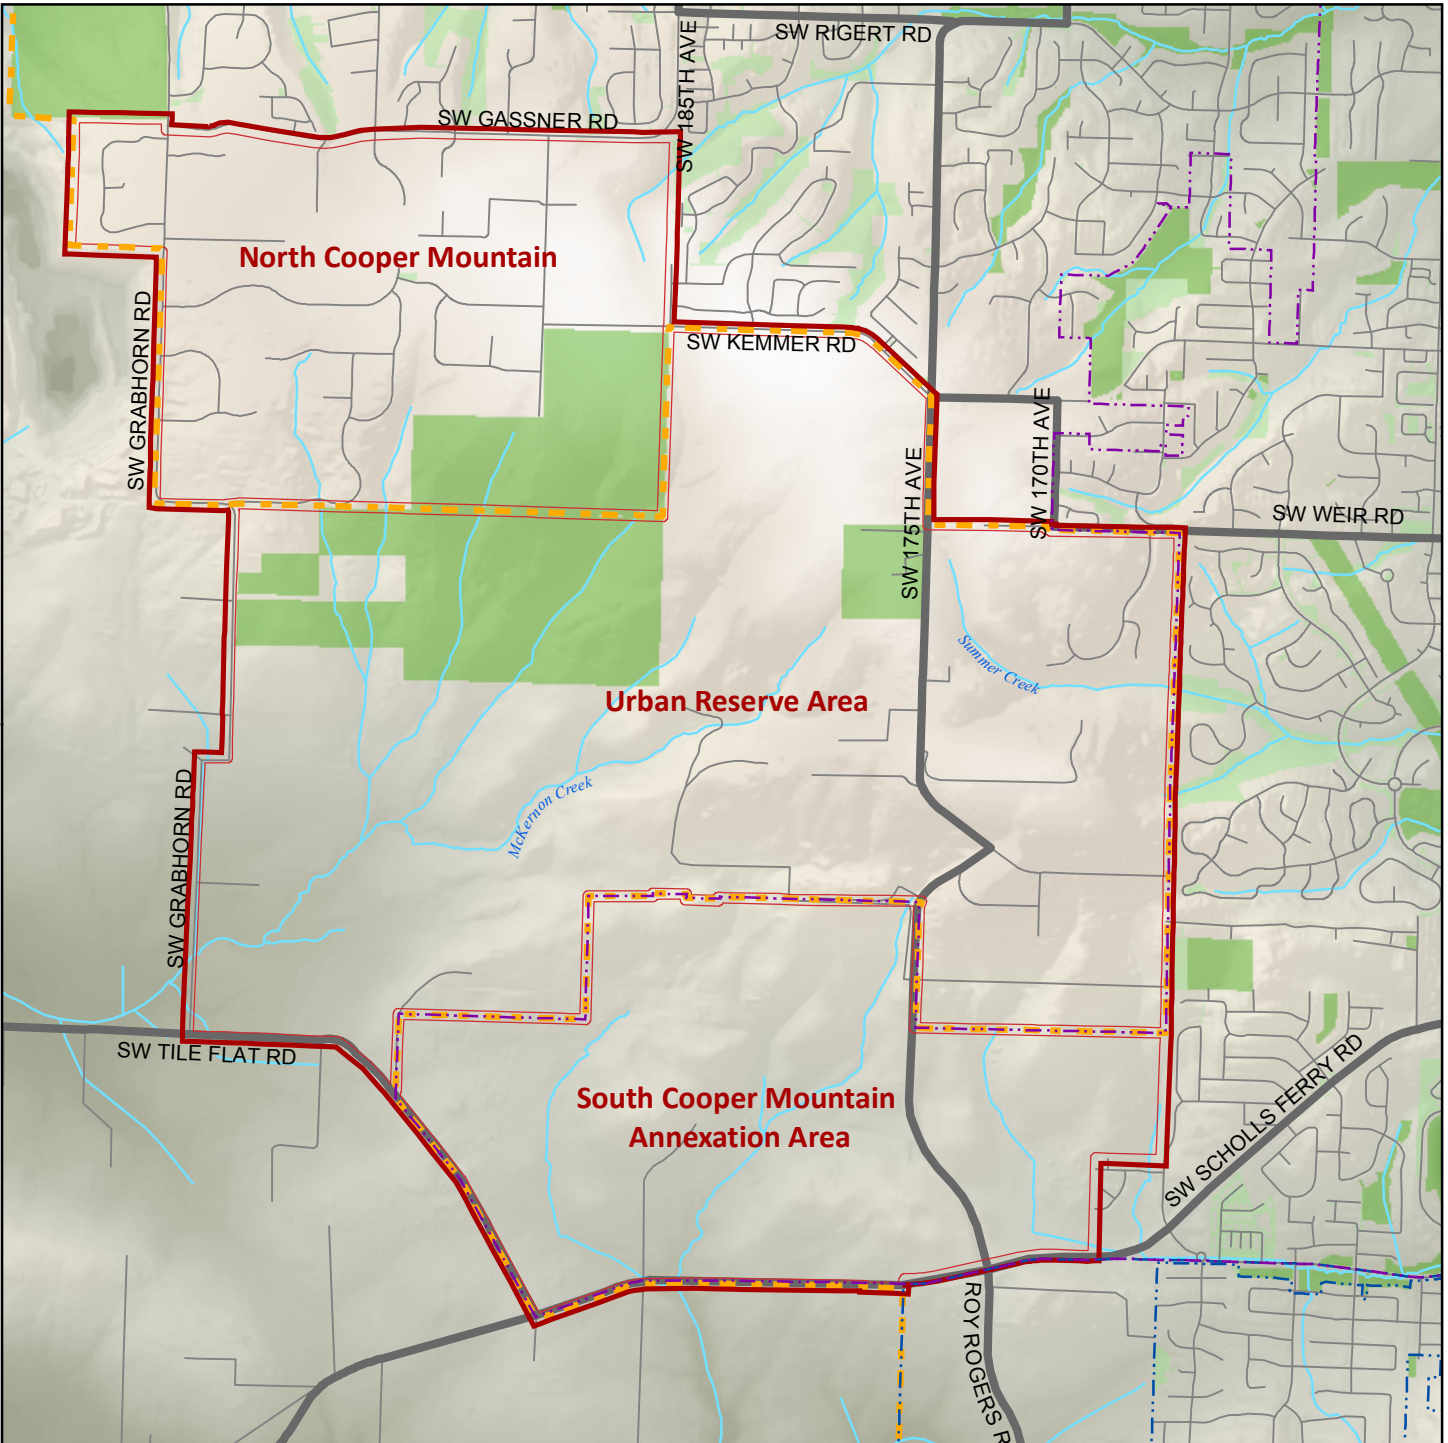 SW RIGERT RD
SW 185TH AVE
SW GASSNER RD
North Cooper Mountain
SW GRABHORN RD
SW KEMMER RD
SW 170TH AVE
SW 175TH AVE
SW WEIR RD
Summer Creek
Urban Reserve Area
McKernon Creek
SW GRABHORN RD
SW TILE FLAT RD
South Cooper Mountain
Annexation Area
SW SCHOLLS FERRY RD
ROY ROGERS R